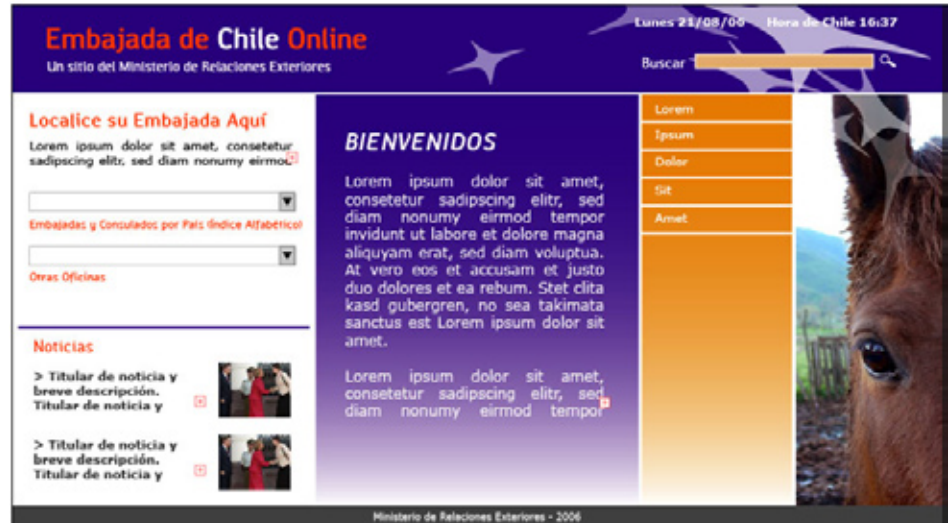 Embajada de Chile Online
Un sitio del Ministerio de Relaciones Exteriores
Lunes 21/08/06 Hora de Chile 16:37
Buscar
Localice su Embajada Aquí
Lorem ipsum dolor sit amet, consetetur
sadipscing elitr, sed diam nonumy eirmod
Embajadas y Consulados por País (Índice Alfabético)
Otras Oficinas
Noticias
> Titular de noticia y
breve descripción.
Titular de noticia y
> Titular de noticia y
breve descripción.
Titular de noticia y
BIENVENIDOS
Lorem ipsum dolor sit amet,
consetetur sadipscing elitr, sed
diam nonumy eirmod tempor
invidunt ut labore et dolore magna
aliquyam erat, sed diam voluptua.
At vero eos et accusam et justo
duo dolores et ea rebum. Stet clita
kasd gubergren, no sea takimata
sanctus est Lorem ipsum dolor sit
amet.
Lorem ipsum dolor sit amet,
consetetur sadipscing elitr, sed
diam nonumy eirmod tempor
Lorem
Ipsum
Dolor
Sit
Amet
Ministerio de Relaciones Exteriores - 2006